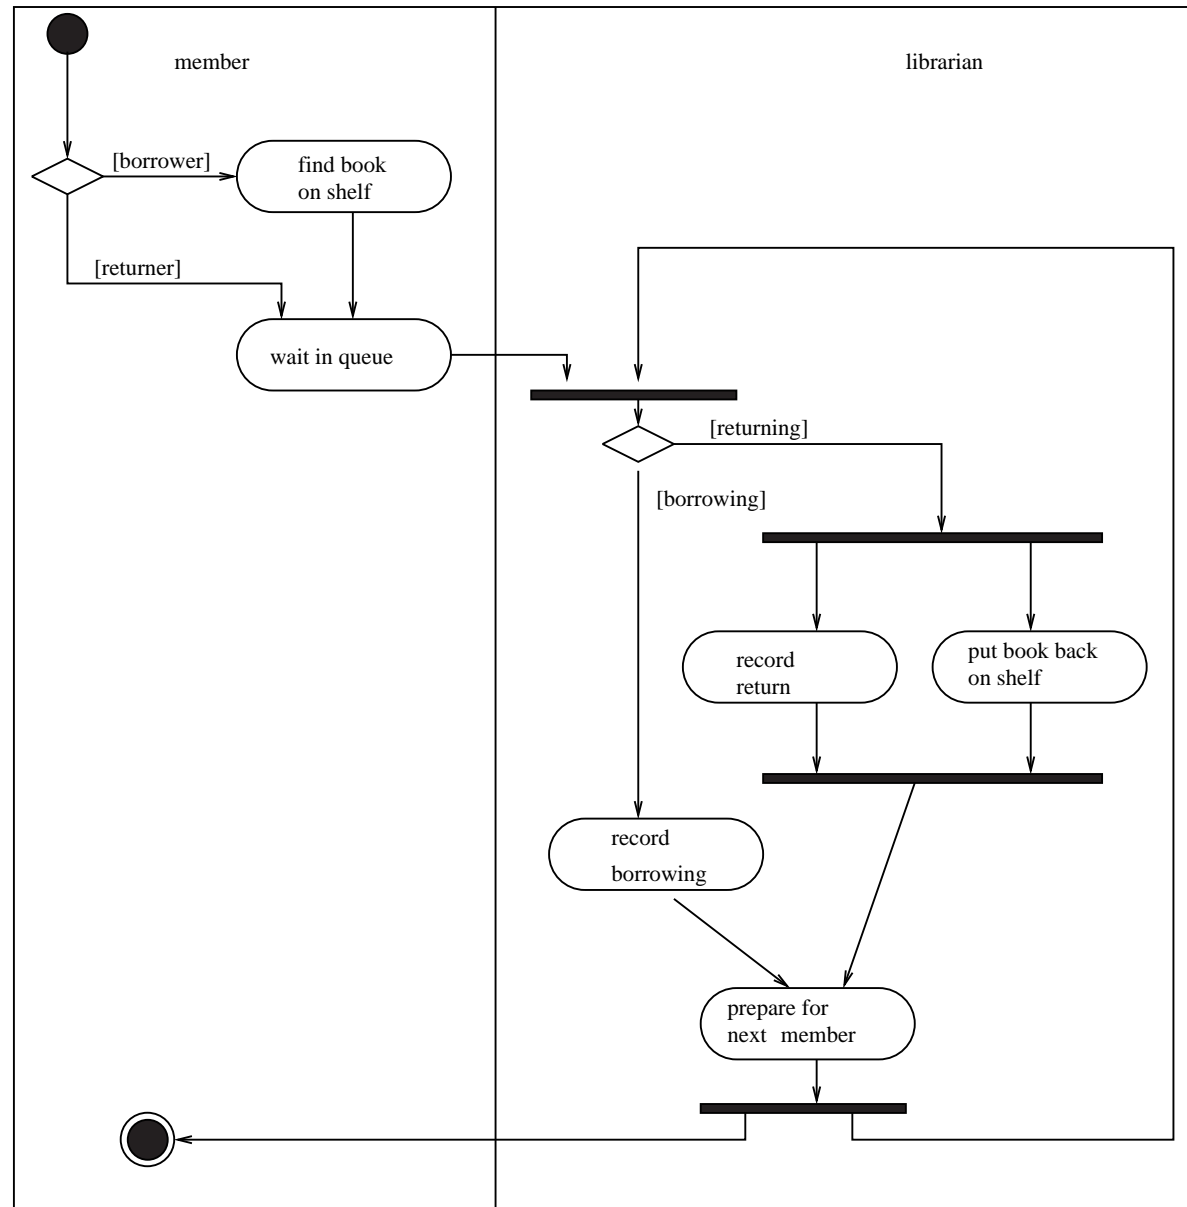 member
librarian
[borrower]
find book
on shelf
[returner]
wait in queue
[returning]
[borrowing]
record
return
put book back
on shelf
record
borrowing
prepare for
next member